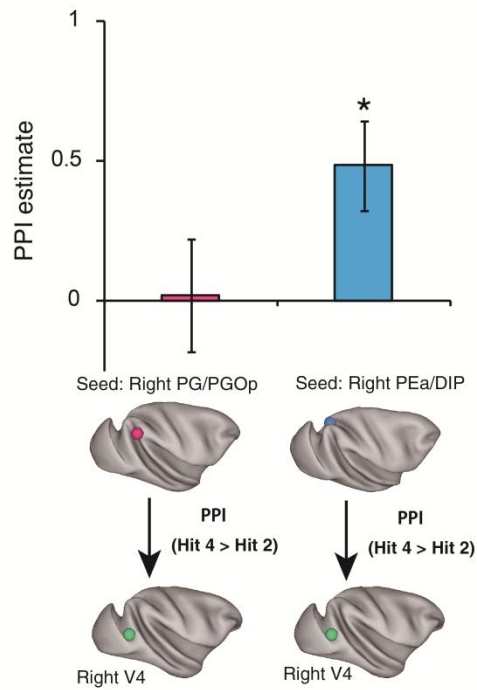 1
*
0.5
PPI estimate
0
Seed: Right PG/PGOp
Seed: Right PEa/DIP
PPI
(Hit 4 > Hit 2)
PPI
(Hit 4 > Hit 2)
Right V4
Right V4